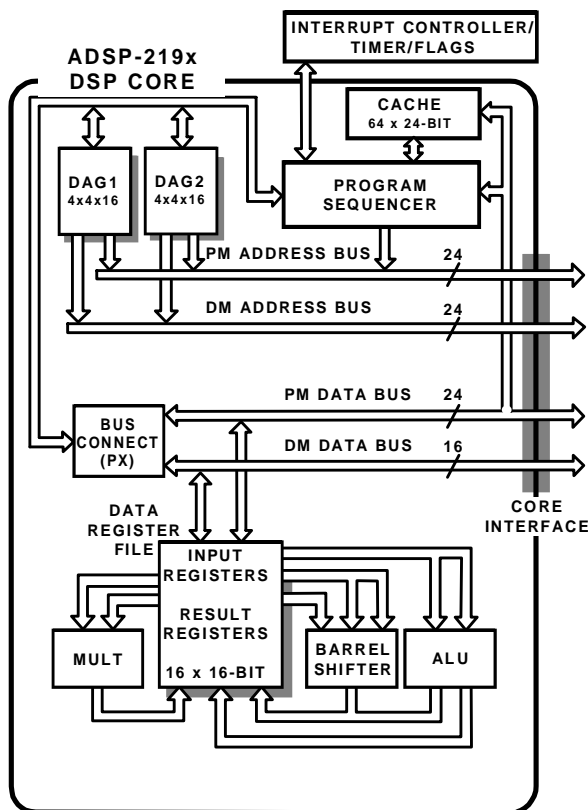 INTERRUPT CONTROLLER/
TIMER/FLAGS
ADSP-219x
DSP CORE
CACHE
64 x 24-BIT
DAG1
4x4x16
DAG2
4x4x16
PROGRAM
SEQUENCER
PM ADDRESS BUS
24
DM ADDRESS BUS
24
PM DATA BUS
24
BUS
CONNECT
(PX)
DM DATA BUS
16
CORE
INTERFACE
DATA
REGISTER
FILE
INPUT
REGISTERS
RESULT
REGISTERS
16 x 16-BIT
MULT
BARREL
SHIFTER
ALU